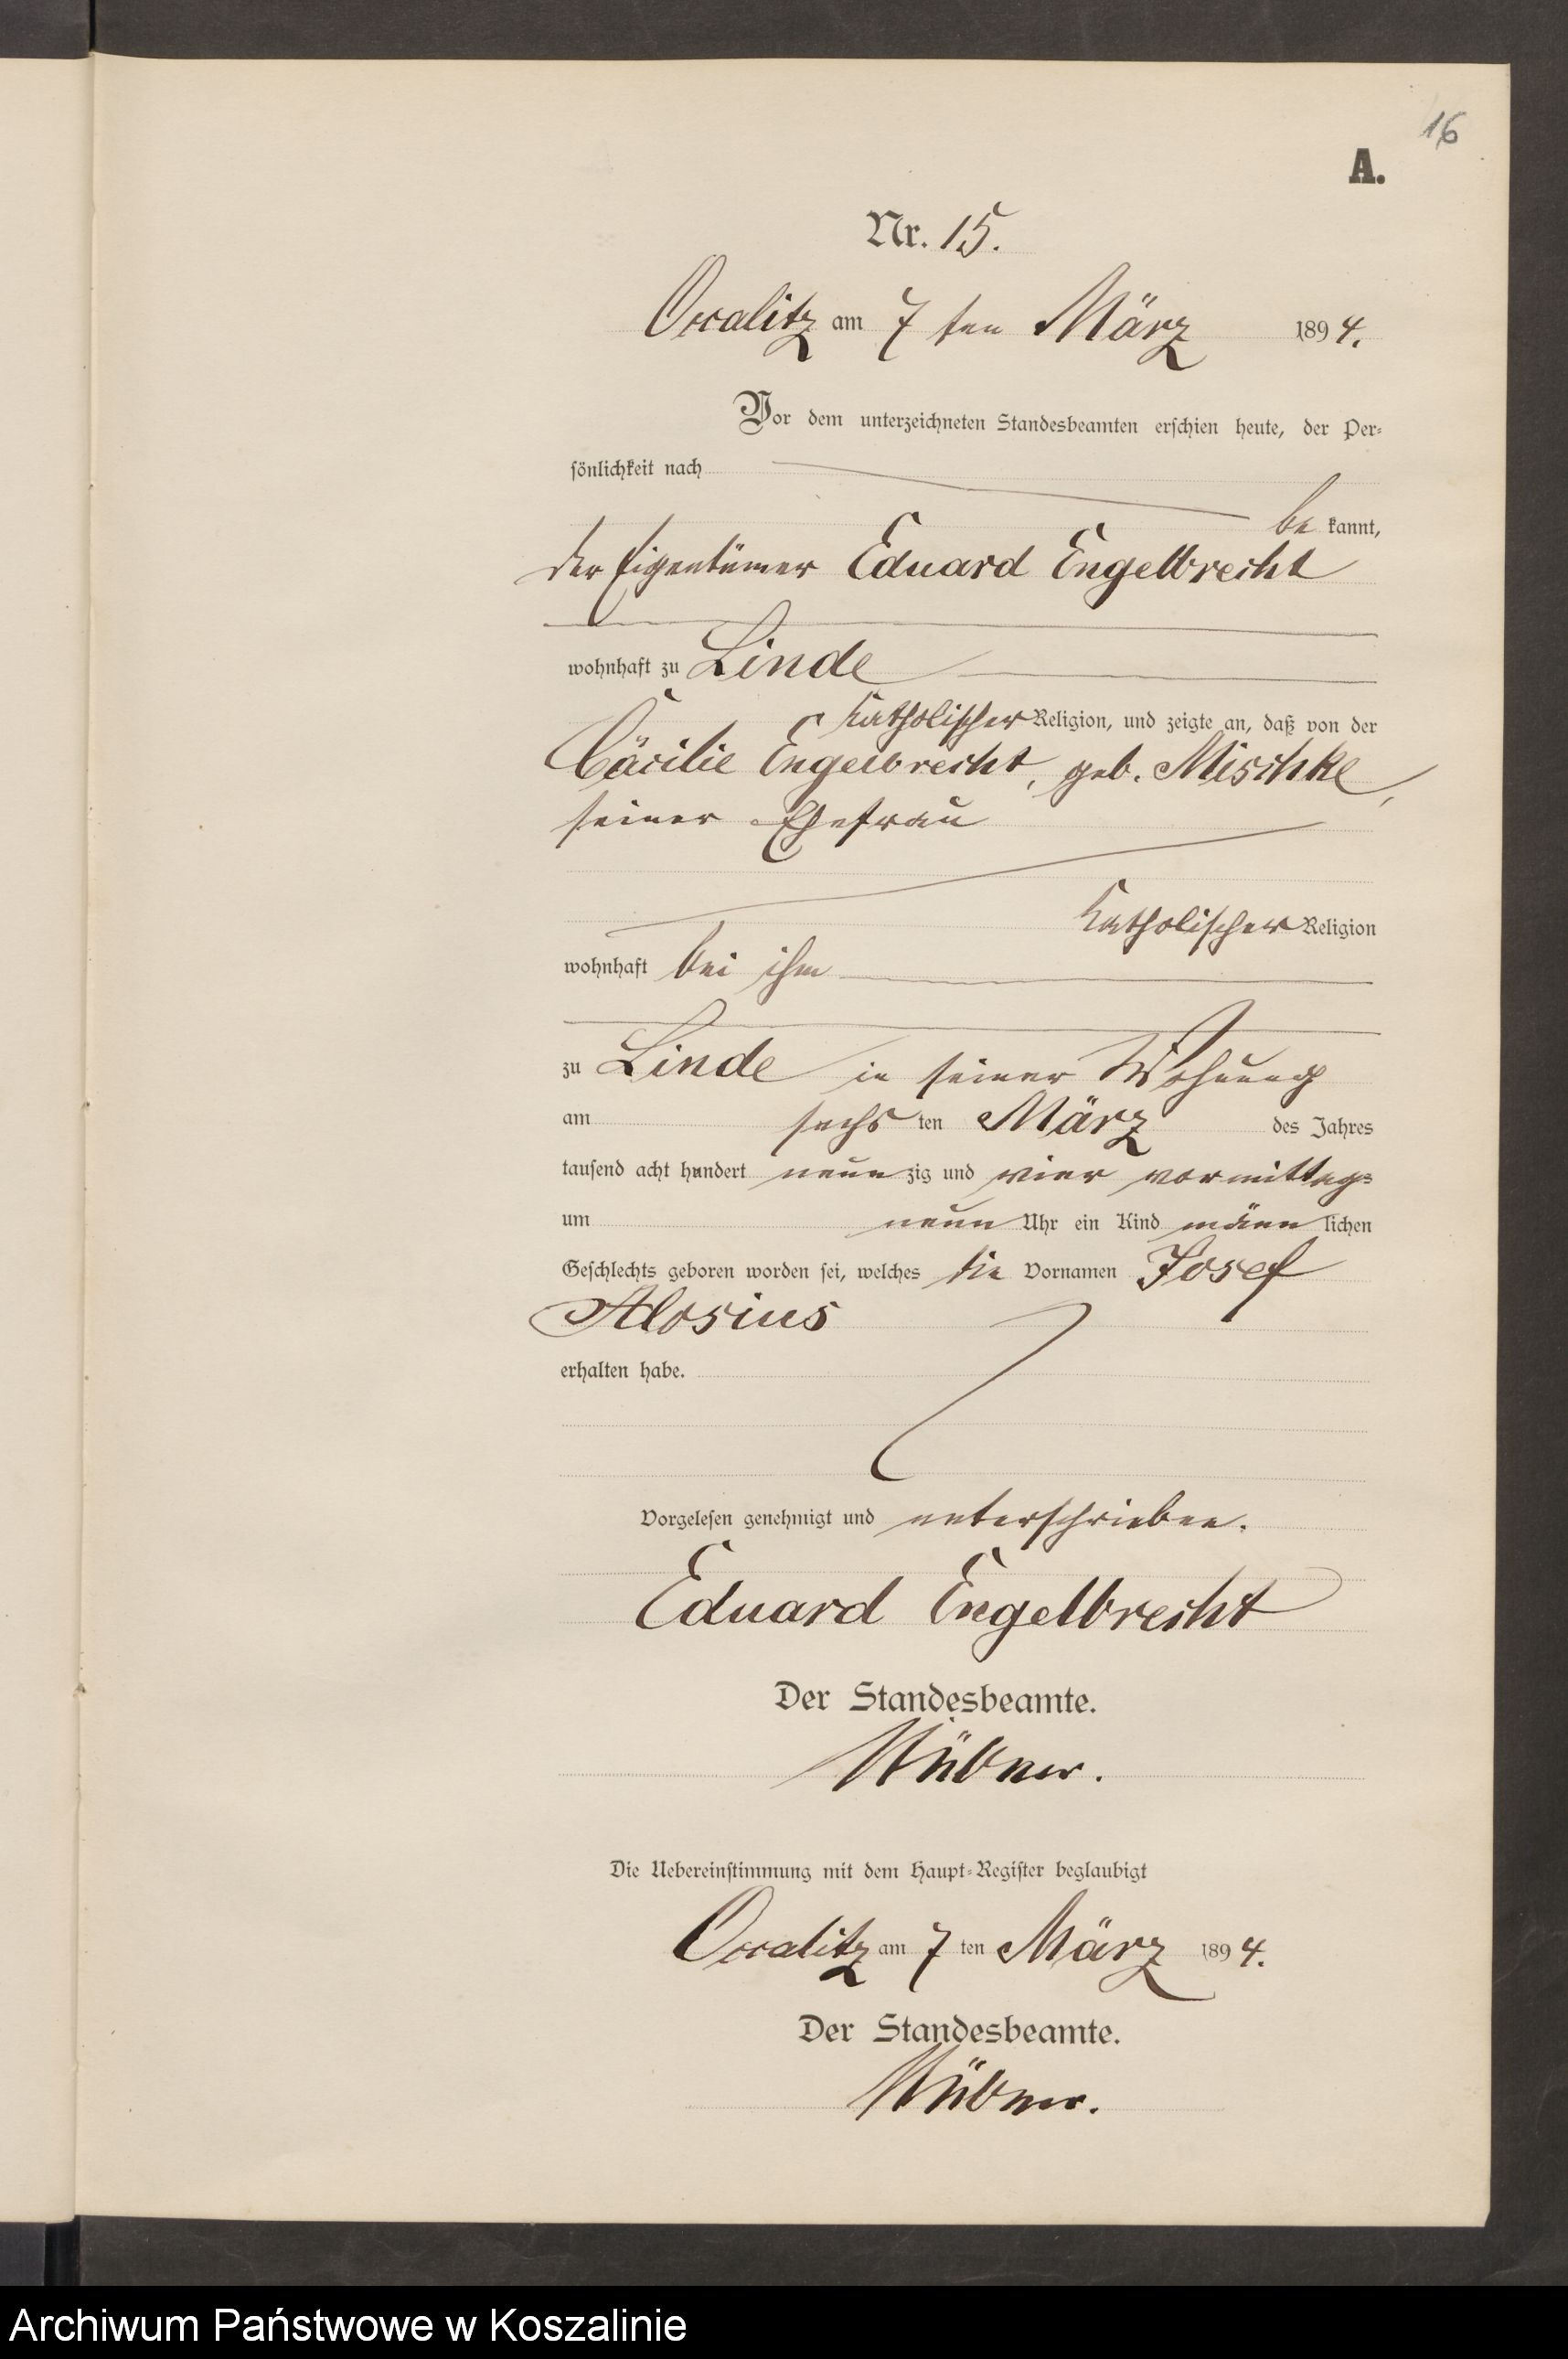 16
A.
Nr. 15.
Occalitz am 7 ten März 1894.
Vor dem unterzeichneten Standesbeamten erschien heute, der Per-
sönlichkeit nach
be kannt,
der Eigentümer Eduard Engelbrecht
wohnhaft zu Linde
katholischer Religion, und zeigte an, daß von der
Cäcilie Engelbrecht, geb. Mischke,
seiner Ehefrau
katholischer Religion
wohnhaft bei ihm
zu Linde in seiner Wohnung
am sechs ten März des Jahres
tausend acht hundert neun zig und vier vormittags
um neun Uhr ein Kind männ lichen
Geschlechts geboren worden sei, welches die Vornamen Josef
Alosius
erhalten habe.
Vorgelesen genehmigt und unterschrieben.
Eduard Engelbrecht
Der Standesbeamte.
Hübner.
Die Uebereinstimmung mit dem Haupt-Register beglaubigt
Occalitz am 7 ten März 1894.
Der Standesbeamte.
Hübner.
Archiwum Państwowe w Koszalinie